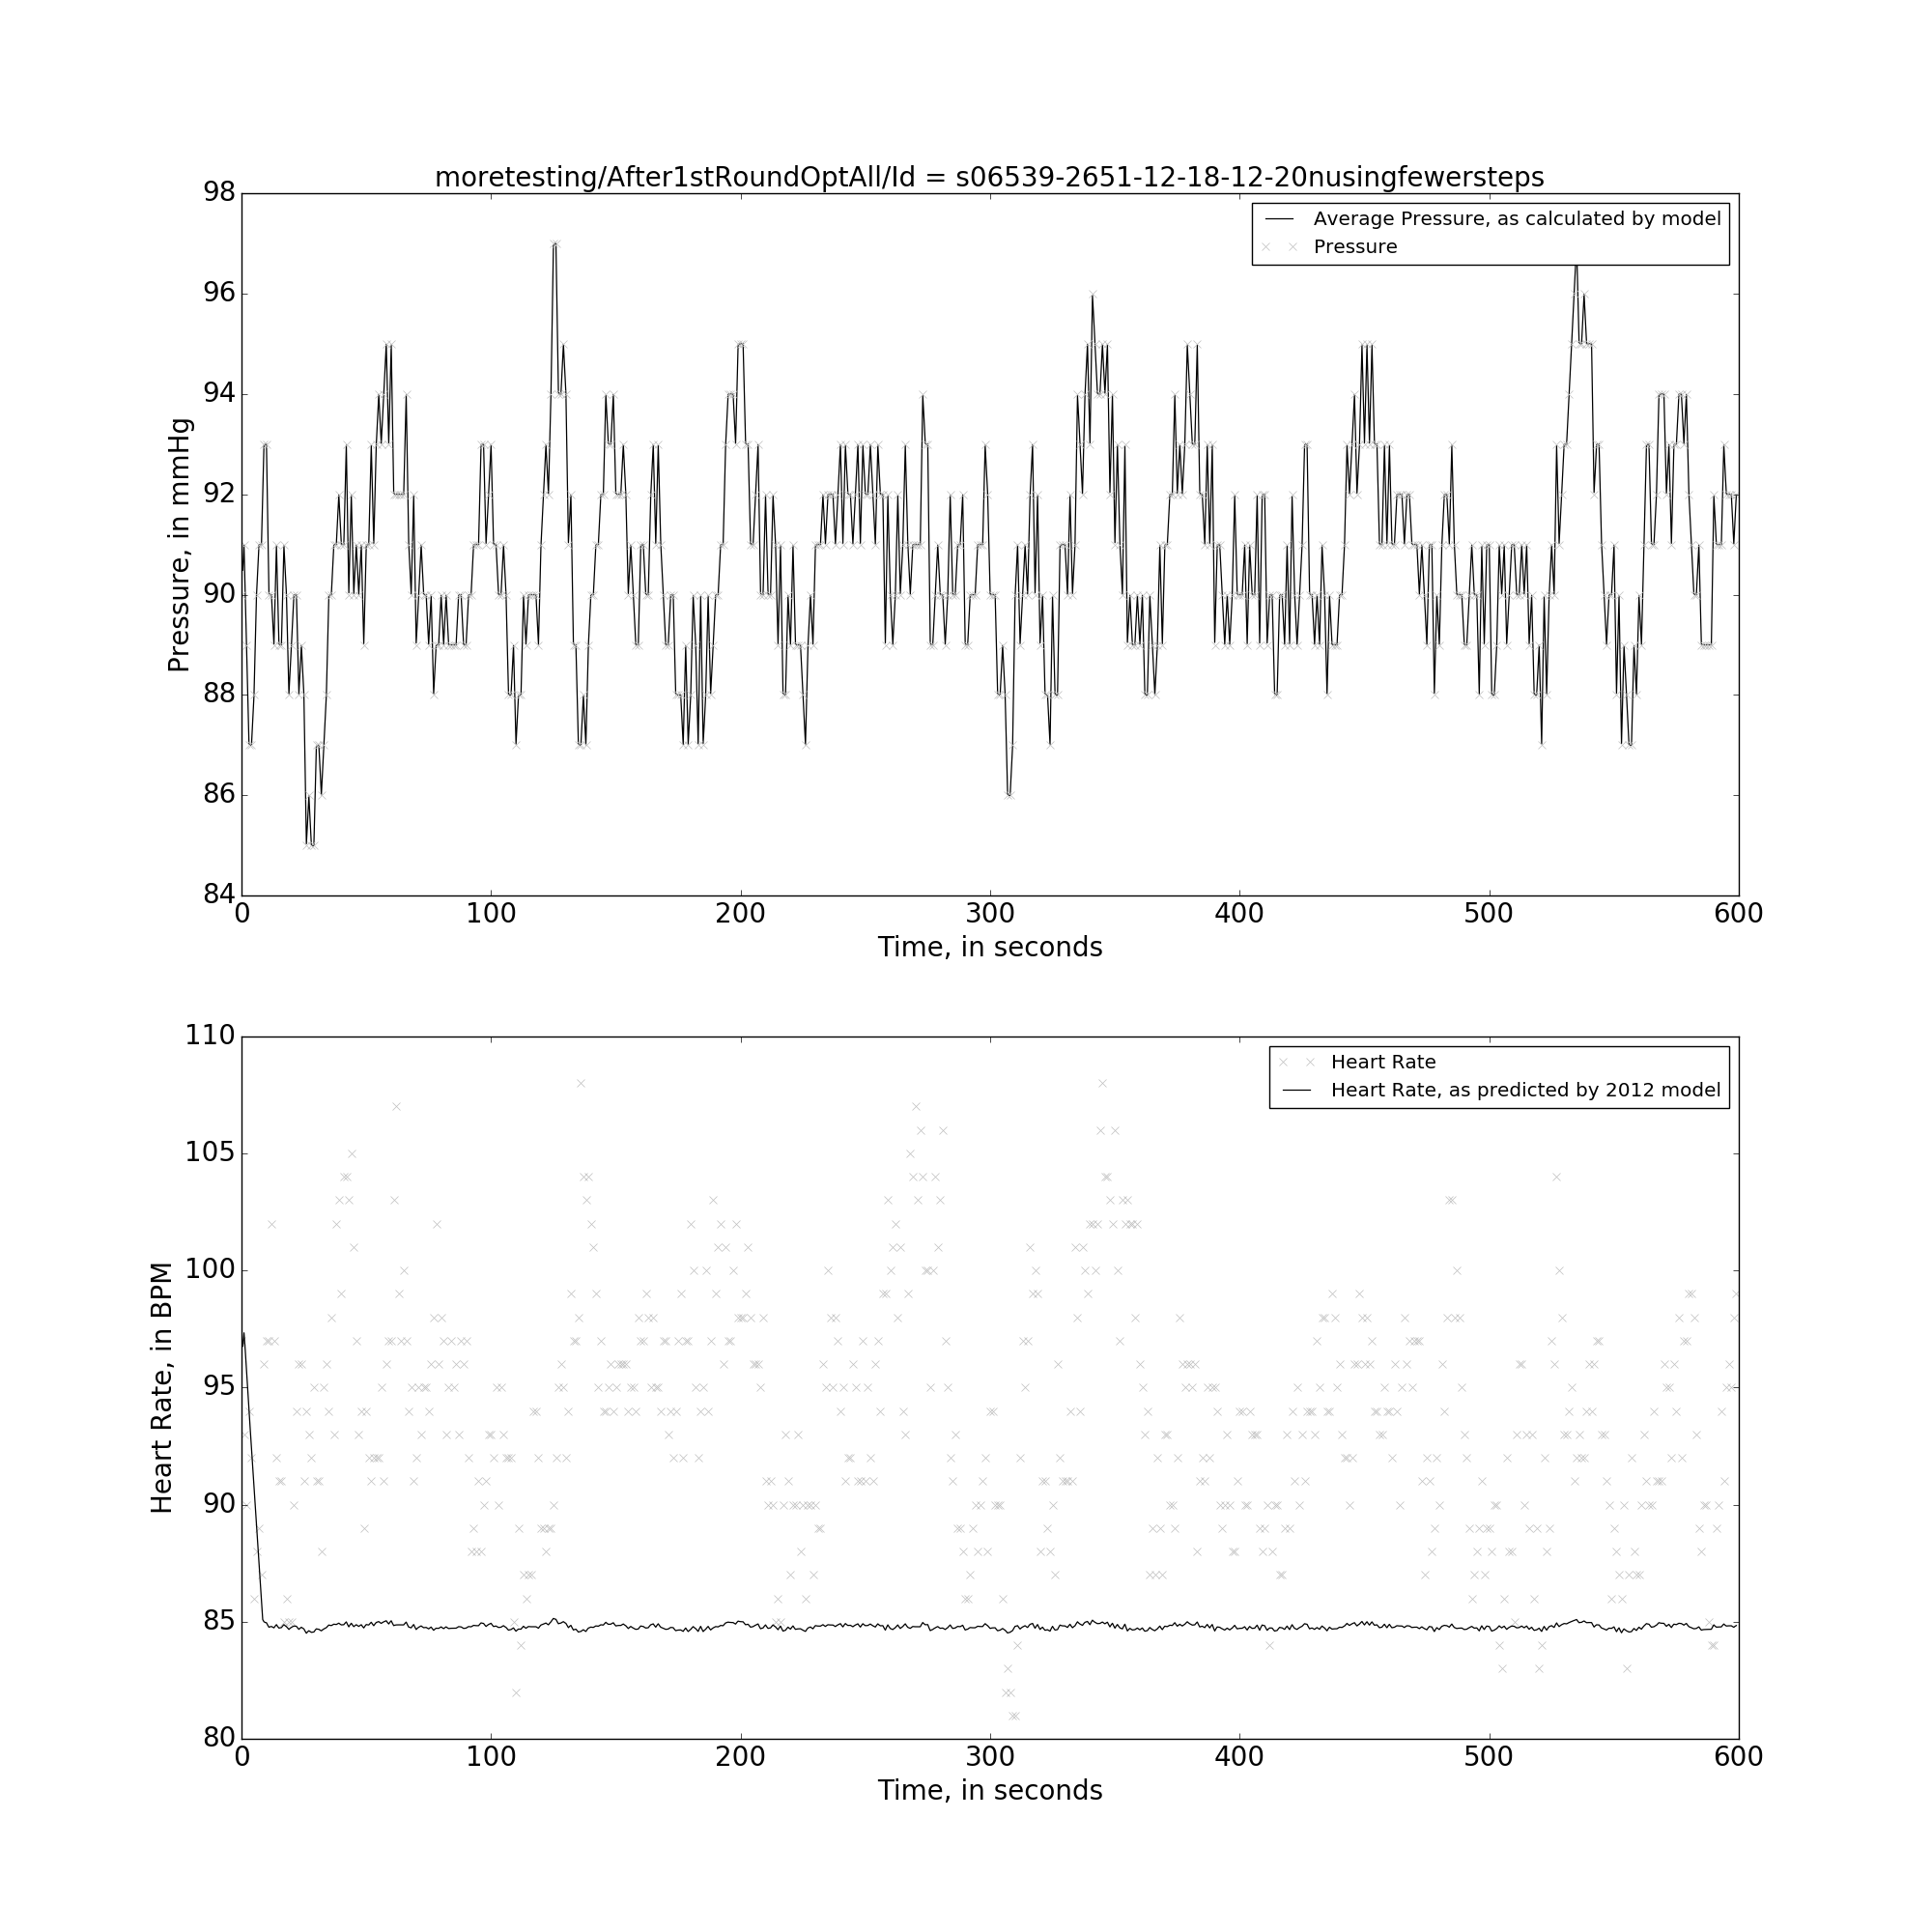 moretesting/After1stRoundOptAll/Id = s06539-2651-12-18-12-20nusingfewersteps
98
96
94
92
90
88
86
84
Pressure, in mmHg
Average Pressure, as calculated by model
Pressure
0 100 200 300 400 500 600
Time, in seconds
110
105
100
95
90
85
80
Heart Rate, in BPM
Heart Rate
Heart Rate, as predicted by 2012 model
0 100 200 300 400 500 600
Time, in seconds